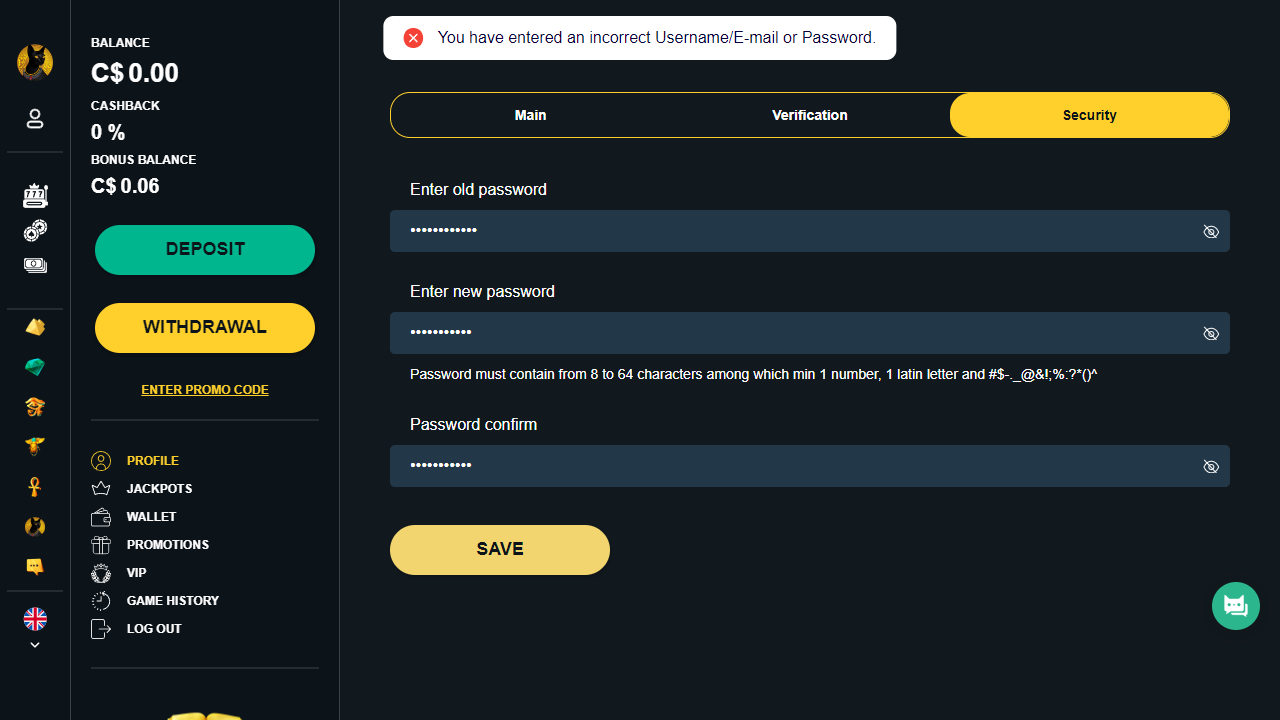 You have entered an incorrect Username/E-mail or Password.
BALANCE
C$ 0.00
CASHBACK
0 %
BONUS BALANCE
C$ 0.06
DEPOSIT
WITHDRAWAL
ENTER PROMO CODE
PROFILE
JACKPOTS
WALLET
PROMOTIONS
VIP
GAME HISTORY
LOG OUT
Main
Verification
Security
Enter old password
••••••••••••
Enter new password
•••••••••••
Password must contain from 8 to 64 characters among which min 1 number, 1 latin letter and #$-._@&!;%:?*()^
Password confirm
•••••••••••
SAVE
777